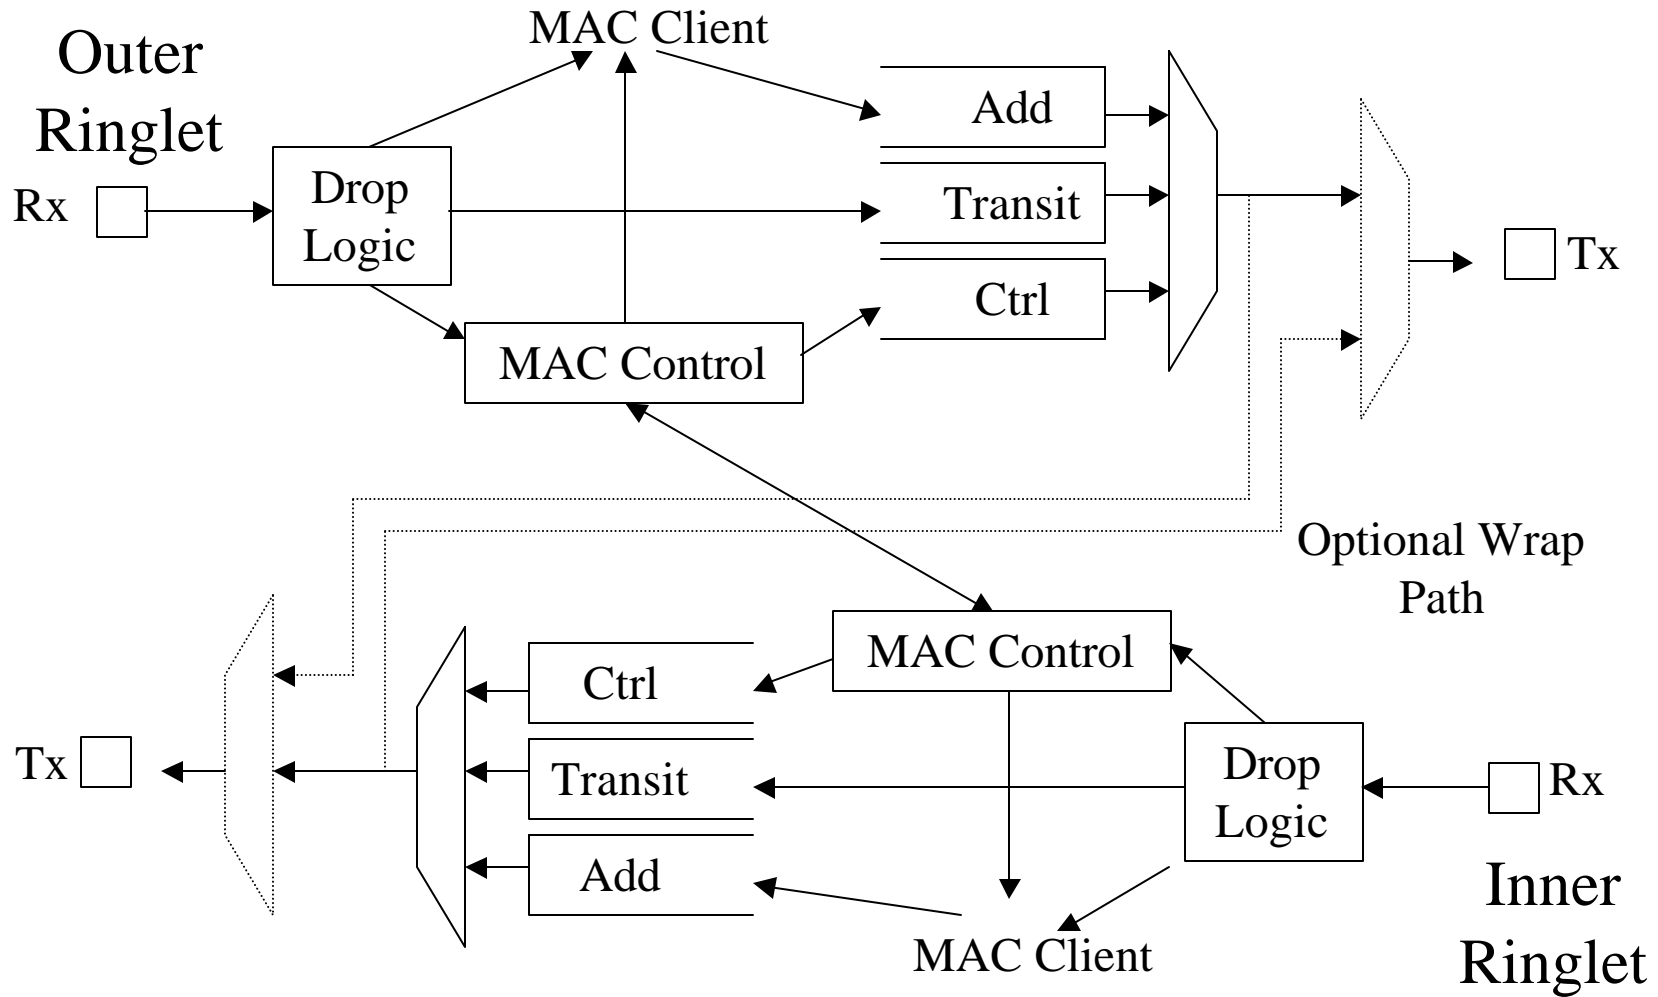 MAC Client
Outer
Ringlet
Add
Drop
Logic
Rx
Transit
Tx
Ctrl
MAC Control
Optional Wrap
Path
MAC Control
Ctrl
Drop
Logic
Tx
Transit
Rx
Add
Inner
Ringlet
MAC Client